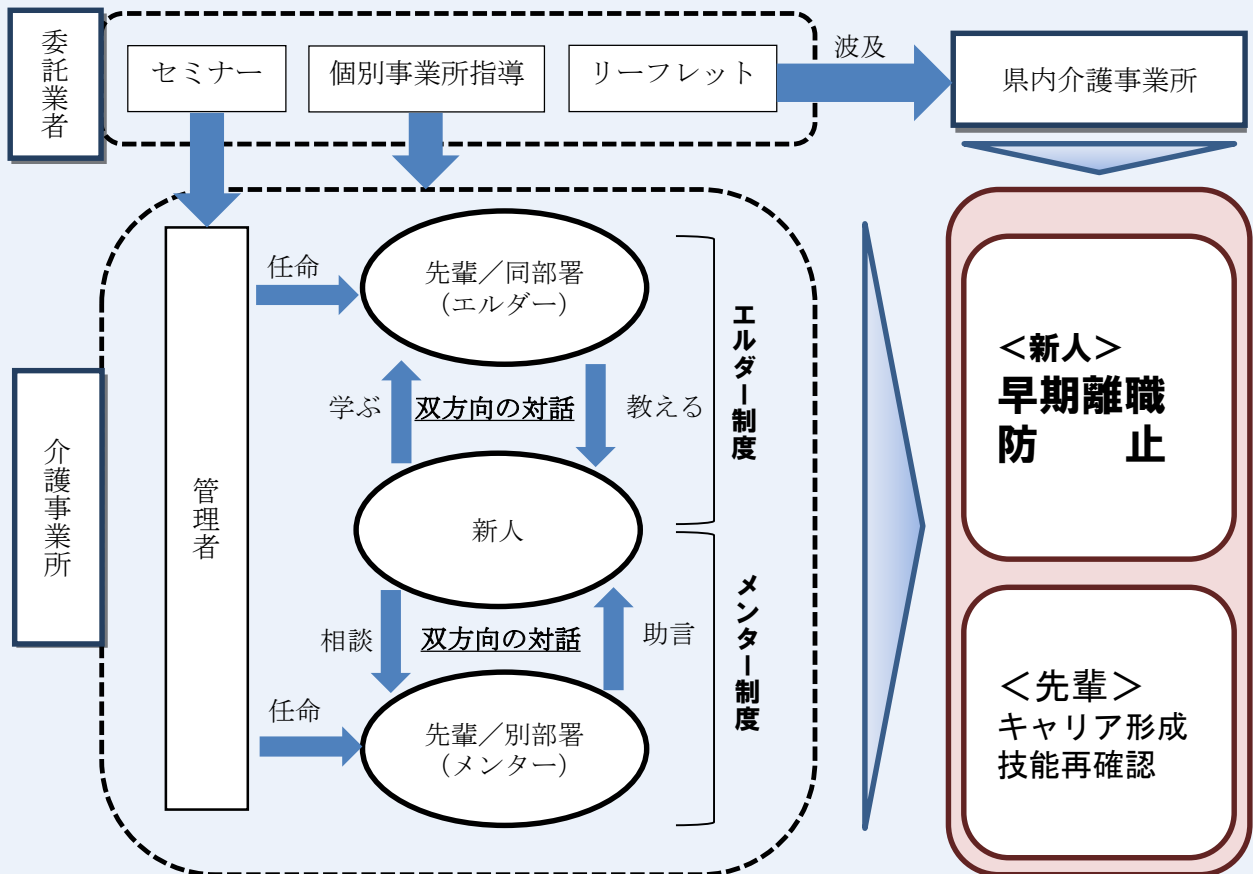 委託業者
セミナー
個別事業所指導
リーフレット
波及
県内介護事業所
介護事業所
管理者
任命
先輩／同部署
（エルダー）
学ぶ
双方向の対話
教える
エルダー制度
新人
相談
双方向の対話
助言
メンター制度
任命
先輩／別部署
（メンター）
＜新人＞
早期離職
防　　止
＜先輩＞
キャリア形成
技能再確認